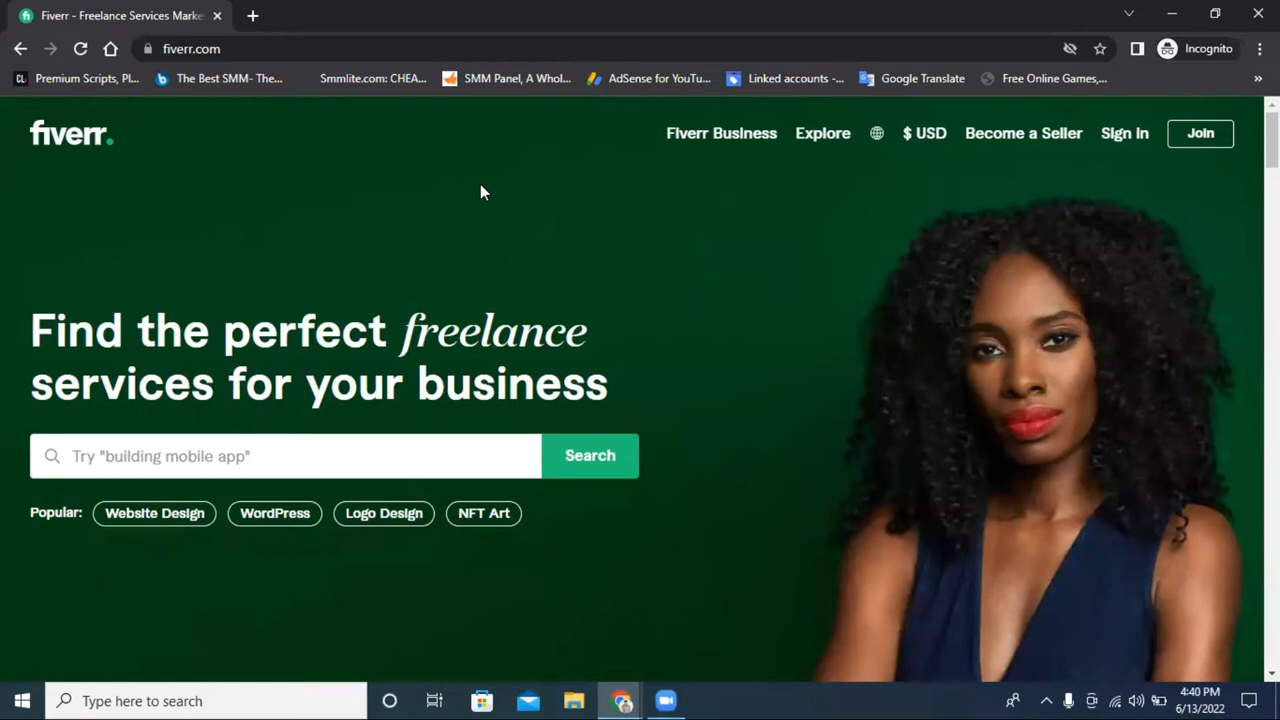 Fiverr - Freelance Services Marke
fiverr.com
Incognito
Premium Scripts, Pl...
The Best SMM- The...
Smmlite.com: CHEA...
SMM Panel, A Whol...
AdSense for YouTu...
Linked accounts -...
Google Translate
Free Online Games,...
fiverr.
Fiverr Business
Explore
$ USD
Become a Seller
Sign In
Join
Find the perfect freelance
services for your business
Try "building mobile app"
Search
Popular:
Website Design
WordPress
Logo Design
NFT Art
Type here to search
4:40 PM
6/13/2022